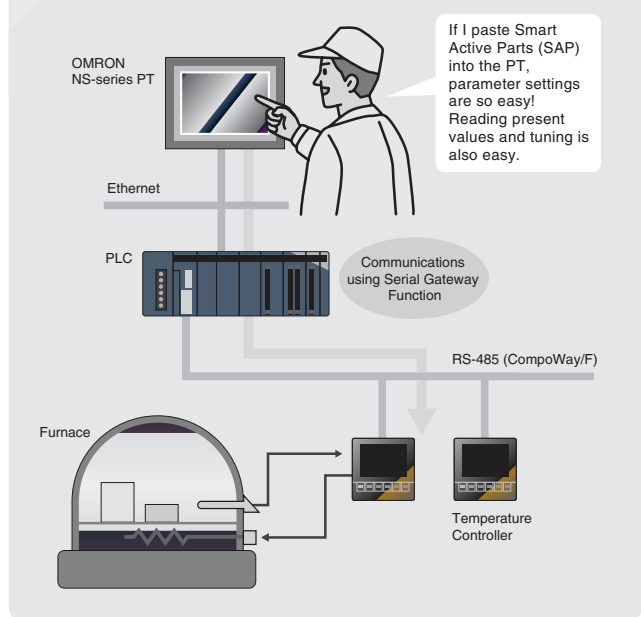 OMRON
NS-series PT
If I paste Smart
Active Parts (SAP)
into the PT,
parameter settings
are so easy!
Reading present
values and tuning is
also easy.
Ethernet
PLC
Communications
using Serial Gateway
Function
RS-485 (CompoWay/F)
Furnace
Temperature
Controller